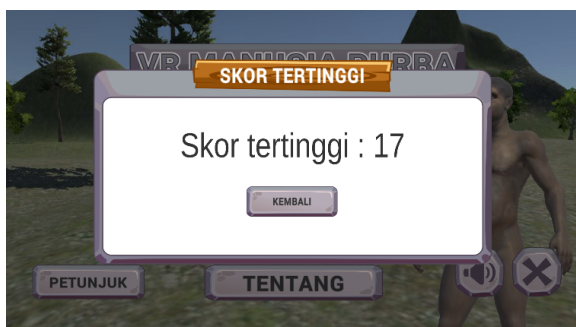 VR MANUSIA PURBA
SKOR TERTINGGI
Skor tertinggi : 17
KEMBALI
PETUNJUK
TENTANG